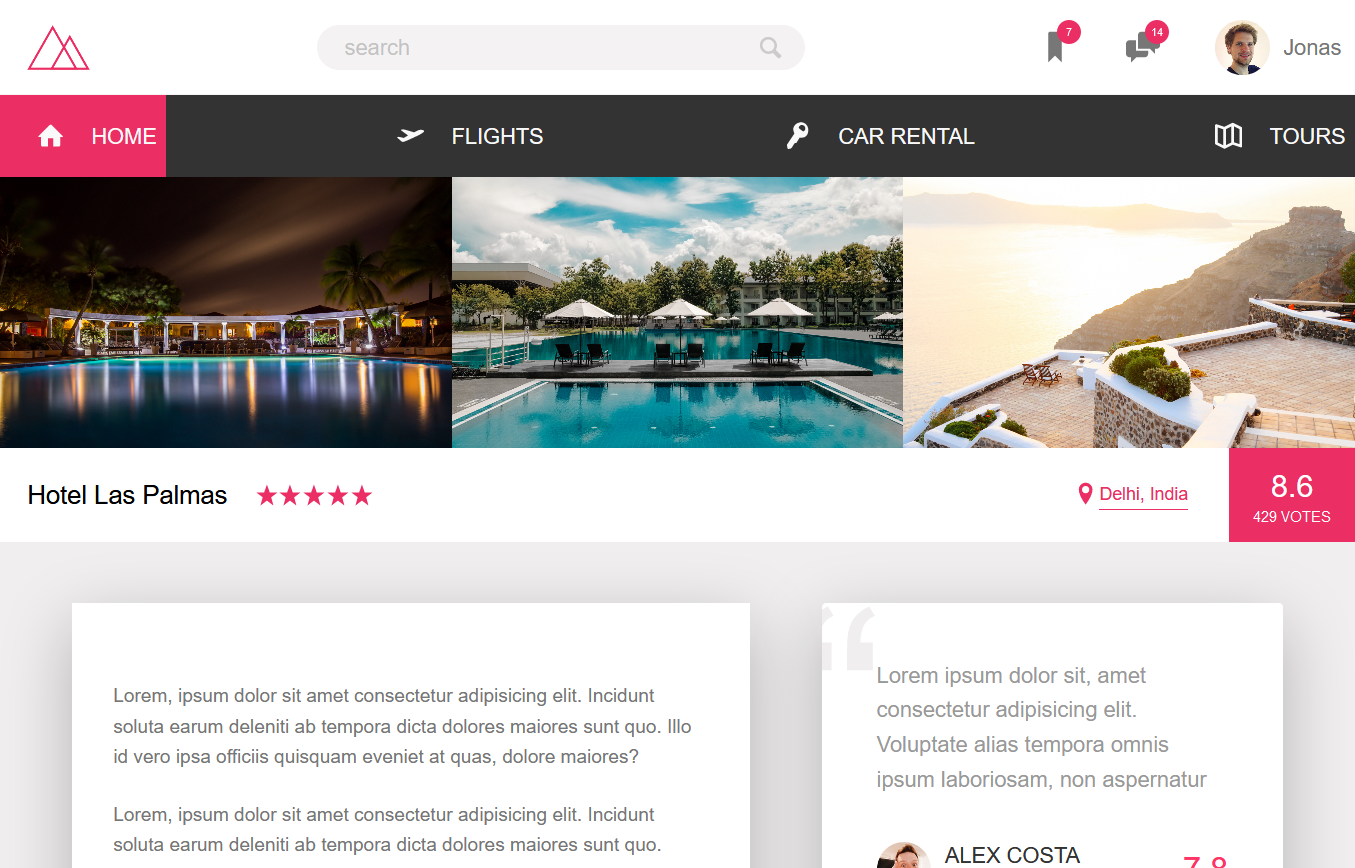 search
7
14
Jonas
HOME
FLIGHTS
CAR RENTAL
TOURS
Hotel Las Palmas
Delhi, India
8.6
429 VOTES
Lorem, ipsum dolor sit amet consectetur adipisicing elit. Incidunt
soluta earum deleniti ab tempora dicta dolores maiores sunt quo. Illo
id vero ipsa officiis quisquam eveniet at quas, dolore maiores?
Lorem, ipsum dolor sit amet consectetur adipisicing elit. Incidunt
soluta earum deleniti ab tempora dicta dolores maiores sunt quo.
“
Lorem ipsum dolor sit, amet
consectetur adipisicing elit.
Voluptate alias tempora omnis
ipsum laboriosam, non aspernatur
ALEX COSTA
7.8